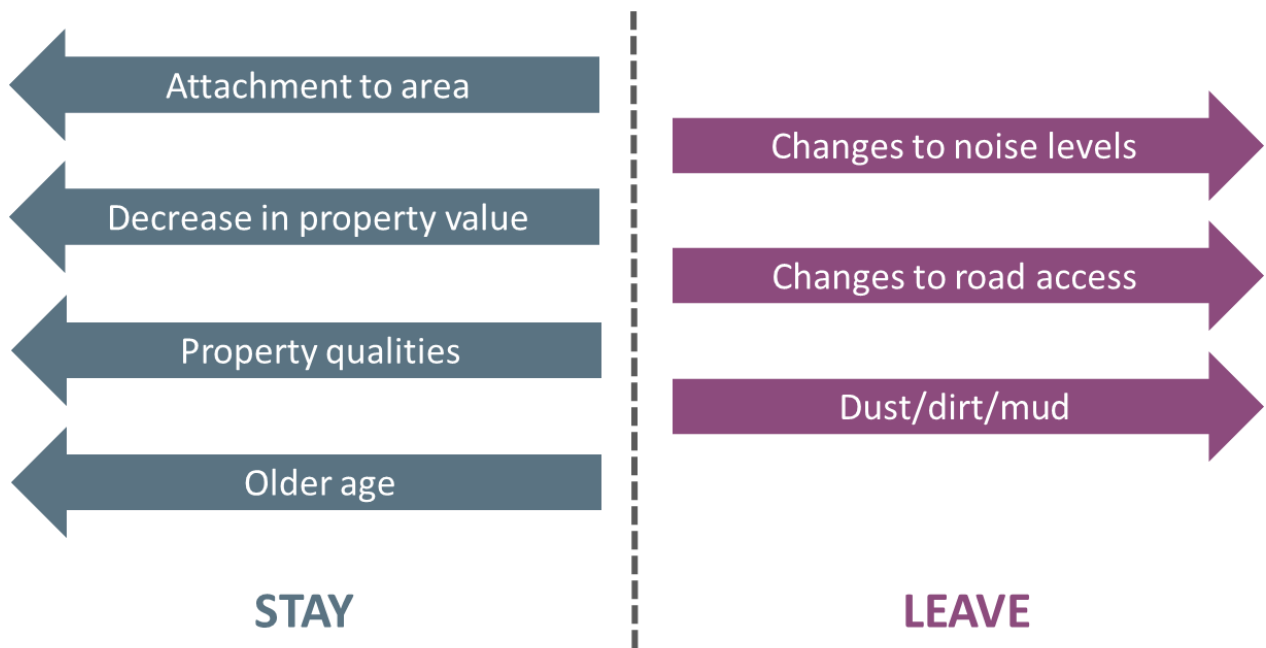 Attachment to area
Decrease in property value
Property qualities
Older age
STAY
Changes to noise levels
Changes to road access
Dust/dirt/mud
LEAVE